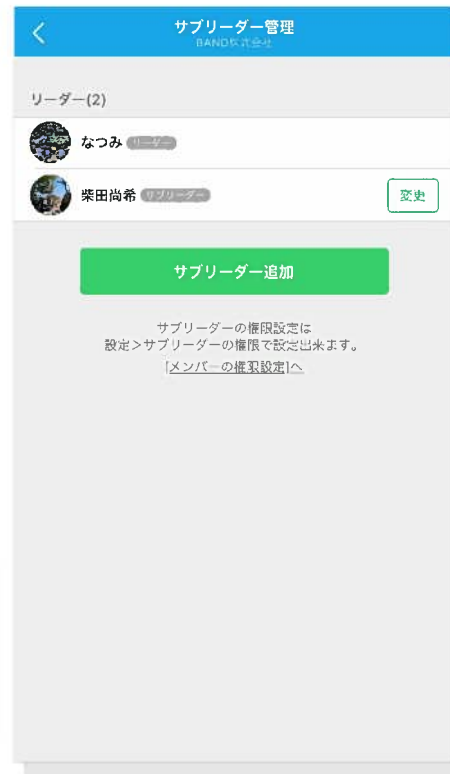 サブリーダー管理
BAND株式会社
リーダー(2)
なつみ リーダー
柴田尚希 サブリーダー
変更
サブリーダー追加
サブリーダーの権限設定は
設定>サブリーダーの権限で設定出来ます。
[メンバーの権限設定]へ